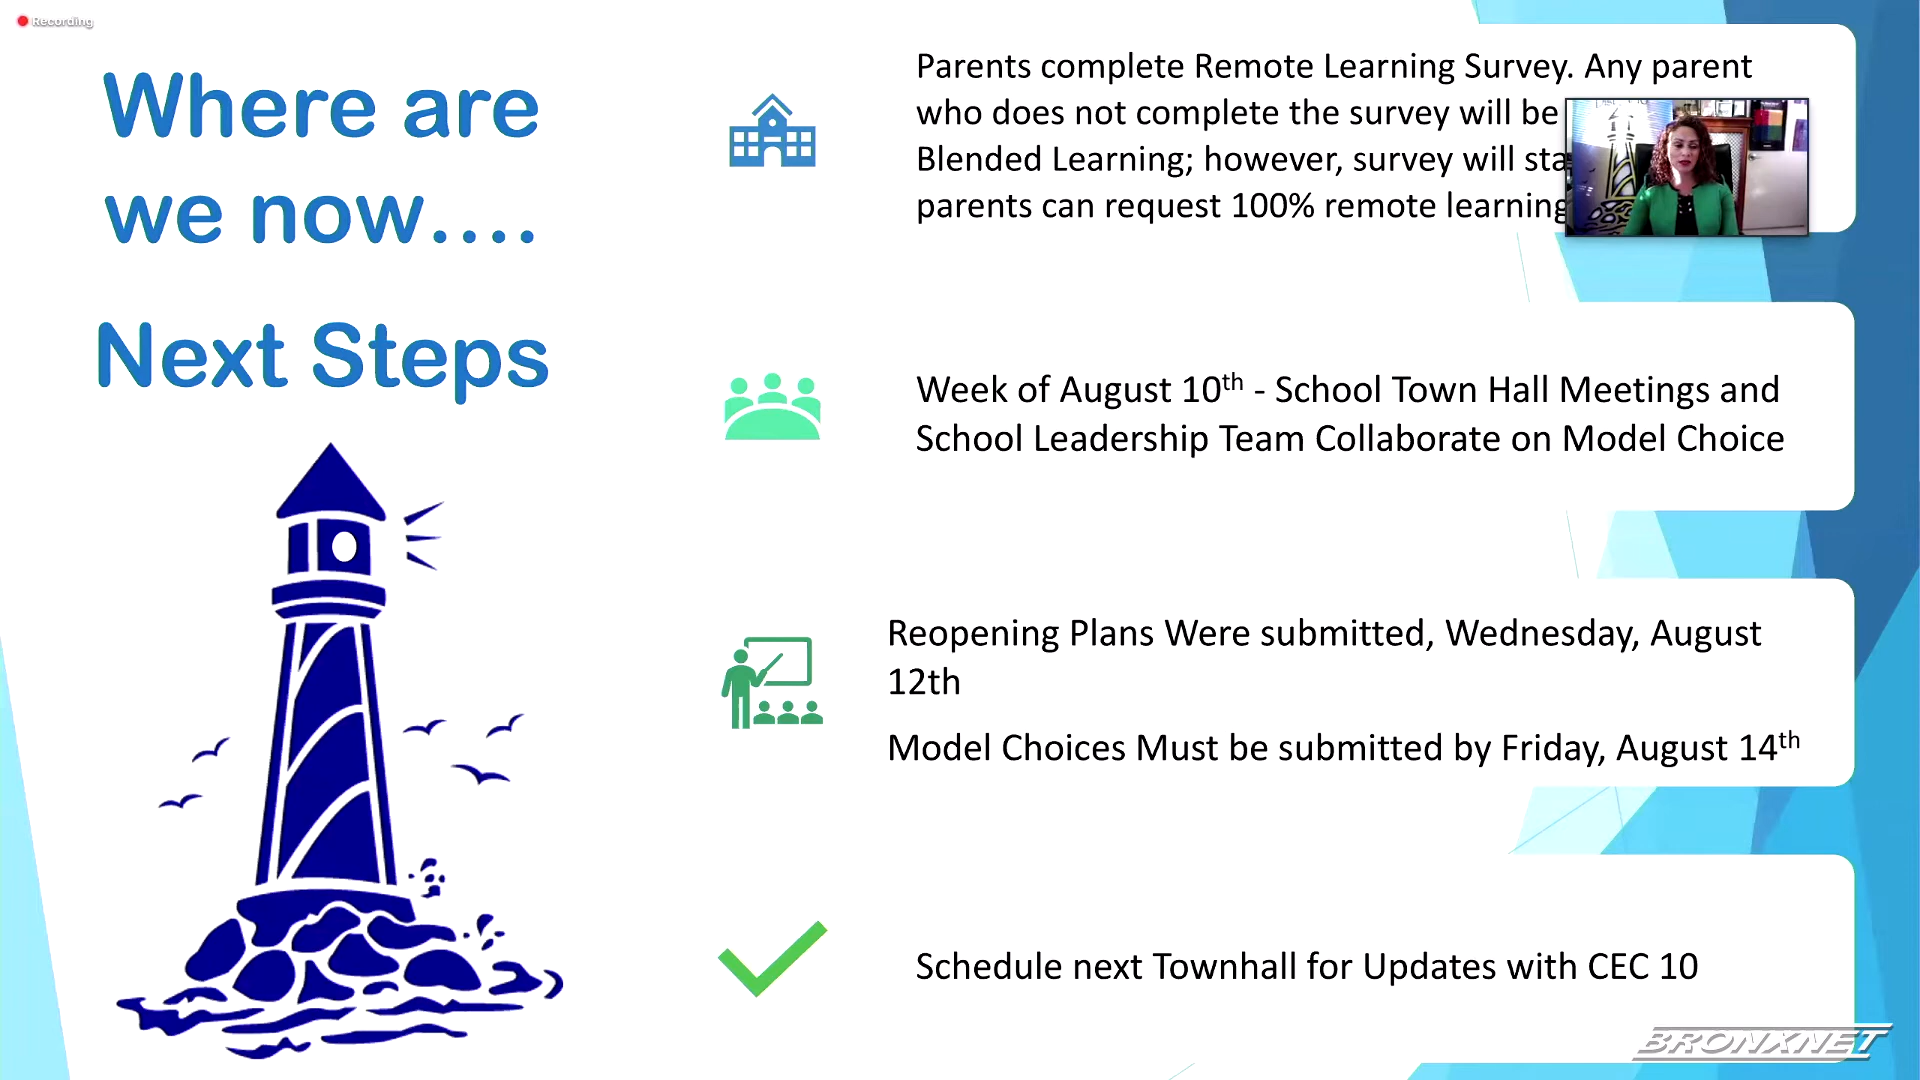 Recording
Where are
we now....
Next Steps
Parents complete Remote Learning Survey. Any parent
who does not complete the survey will be
Blended Learning; however, survey will sta
parents can request 100% remote learning
Week of August 10th - School Town Hall Meetings and
School Leadership Team Collaborate on Model Choice
Reopening Plans Were submitted, Wednesday, August
12th
Model Choices Must be submitted by Friday, August 14th
Schedule next Townhall for Updates with CEC 10
BRONXNET